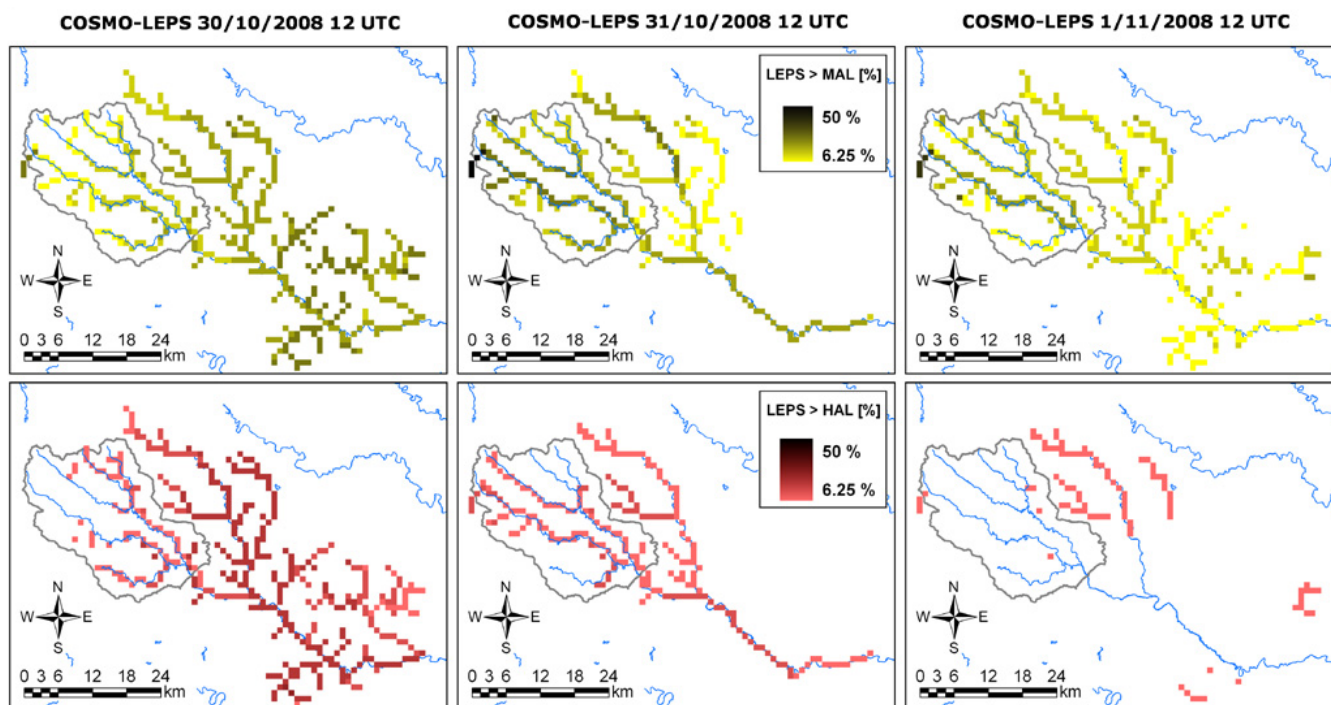 COSMO-LEPS 30/10/2008 12 UTC
COSMO-LEPS 31/10/2008 12 UTC
COSMO-LEPS 1/11/2008 12 UTC
LEPS > MAL [%]
50 %
6.25 %
N
W E
S
0 3 6 12 18 24
km
N
W E
S
0 3 6 12 18 24
km
N
W E
S
0 3 6 12 18 24
km
LEPS > HAL [%]
50 %
6.25 %
N
W E
S
0 3 6 12 18 24
km
N
W E
S
0 3 6 12 18 24
km
N
W E
S
0 3 6 12 18 24
km